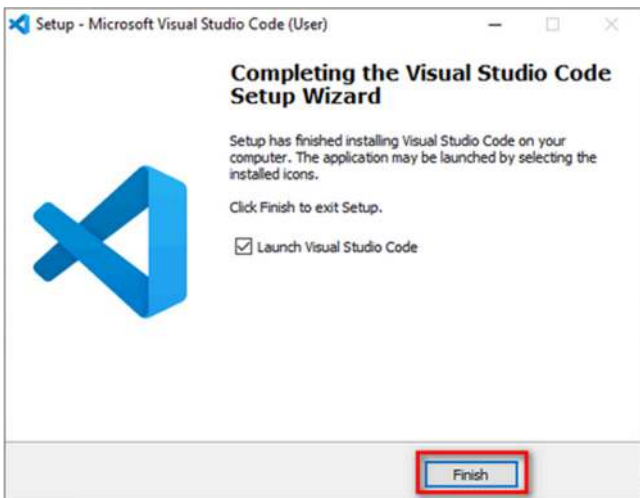 Setup - Microsoft Visual Studio Code (User)
Completing the Visual Studio Code
Setup Wizard
Setup has finished installing Visual Studio Code on your
computer. The application may be launched by selecting the
installed icons.
Click Finish to exit Setup.
Launch Visual Studio Code
Finish